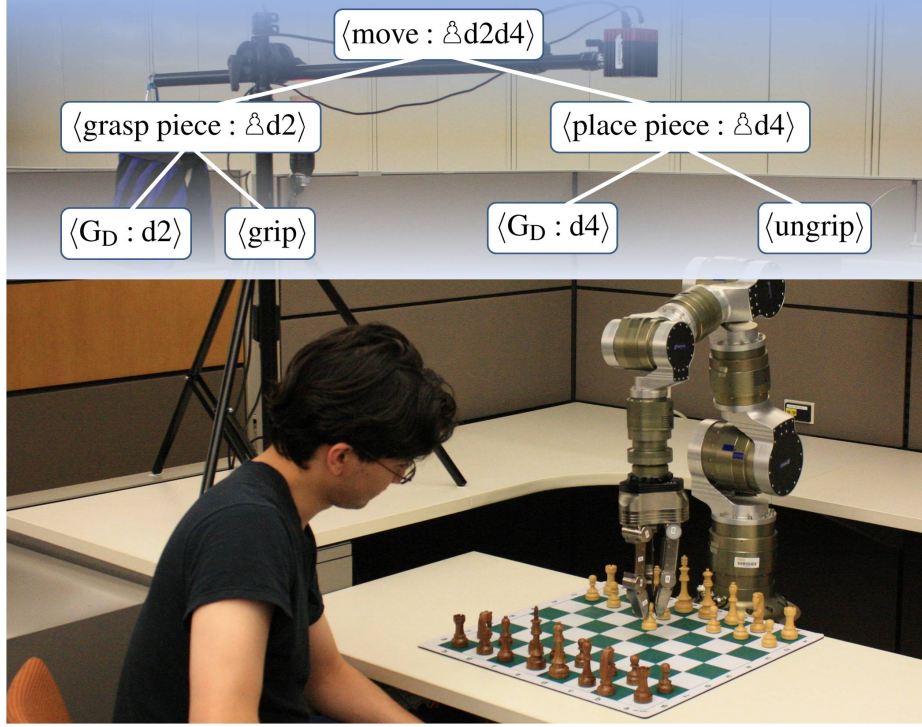 ⟨move : ♙d2d4⟩
⟨grasp piece : ♙d2⟩
⟨place piece : ♙d4⟩
⟨G_D : d2⟩
⟨grip⟩
⟨G_D : d4⟩
⟨ungrip⟩